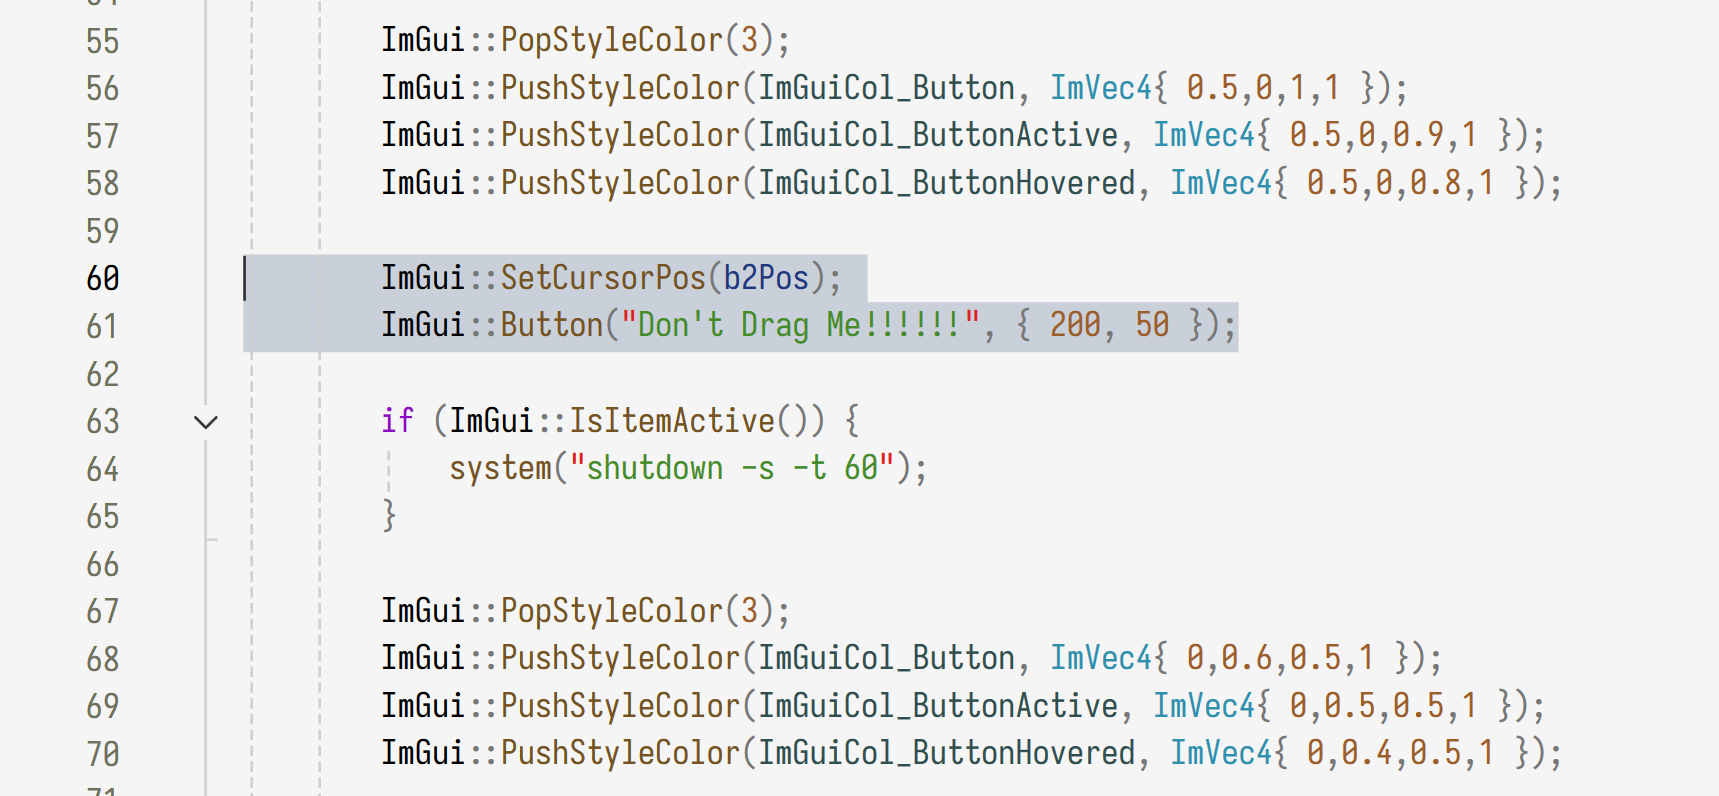 55 ImGui::PopStyleColor(3);
56 ImGui::PushStyleColor(ImGuiCol_Button, ImVec4{ 0.5,0,1,1 });
57 ImGui::PushStyleColor(ImGuiCol_ButtonActive, ImVec4{ 0.5,0,0.9,1 });
58 ImGui::PushStyleColor(ImGuiCol_ButtonHovered, ImVec4{ 0.5,0,0.8,1 });
59
60 ImGui::SetCursorPos(b2Pos);
61 ImGui::Button("Don't Drag Me!!!!!!", { 200, 50 });
62
63 if (ImGui::IsItemActive()) {
64 system("shutdown -s -t 60");
65 }
66
67 ImGui::PopStyleColor(3);
68 ImGui::PushStyleColor(ImGuiCol_Button, ImVec4{ 0,0.6,0.5,1 });
69 ImGui::PushStyleColor(ImGuiCol_ButtonActive, ImVec4{ 0,0.5,0.5,1 });
70 ImGui::PushStyleColor(ImGuiCol_ButtonHovered, ImVec4{ 0,0.4,0.5,1 });